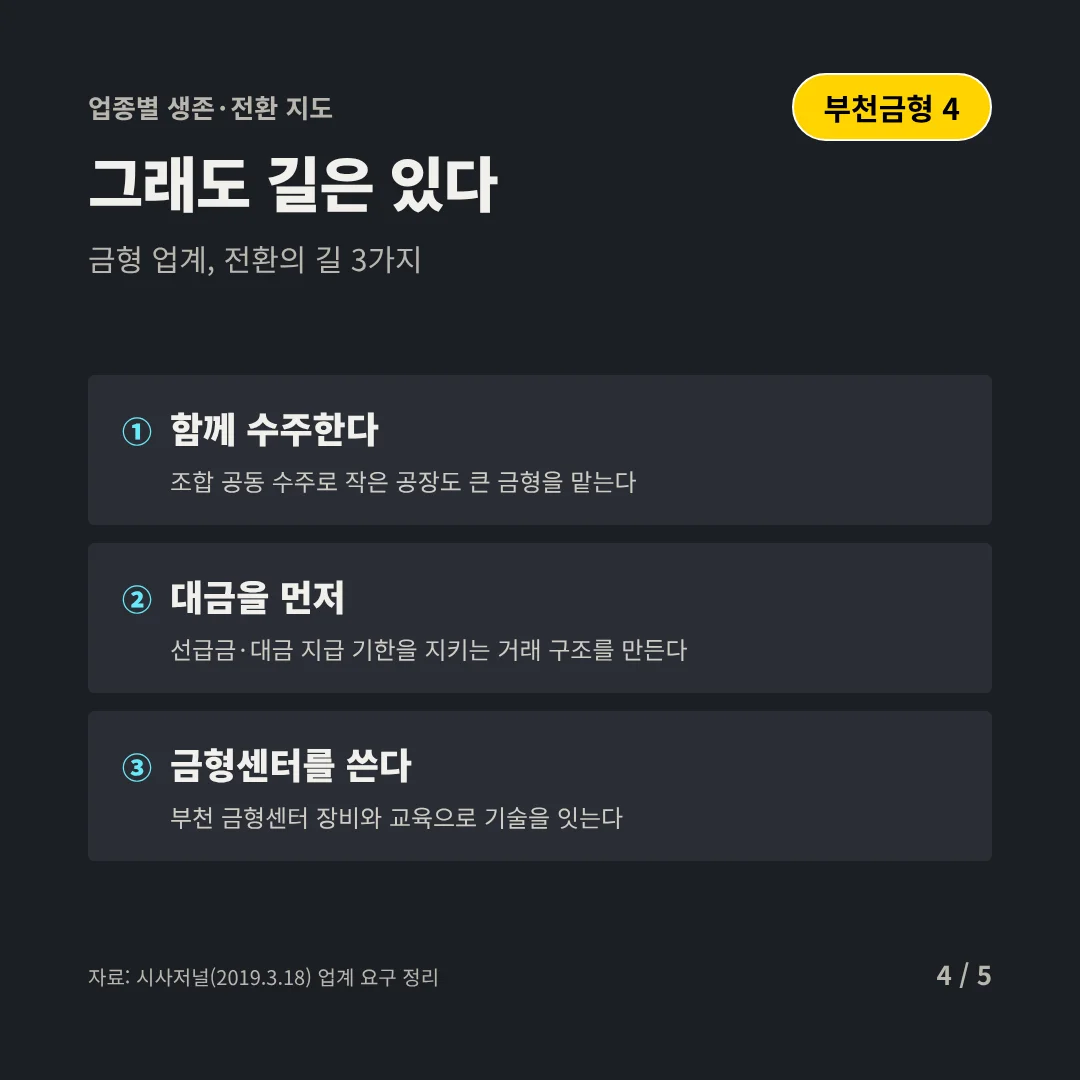 업종별 생존·전환 지도
부천금형 4
그래도 길은 있다
금형 업계, 전환의 길 3가지
① 함께 수주한다
조합 공동 수주로 작은 공장도 큰 금형을 맡는다
② 대금을 먼저
선급금·대금 지급 기한을 지키는 거래 구조를 만든다
③ 금형센터를 쓴다
부천 금형센터 장비와 교육으로 기술을 잇는다
자료: 시사저널(2019.3.18) 업계 요구 정리
4 / 5